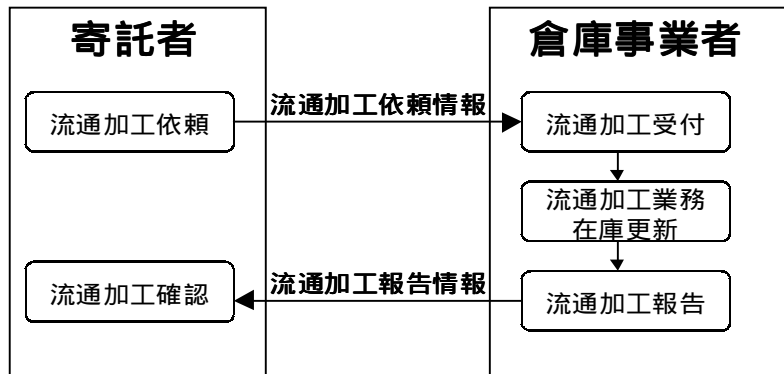 寄託者
倉庫事業者
流通加工依頼
流通加工依頼情報
流通加工受付
流通加工業務
在庫更新
流通加工確認
流通加工報告情報
流通加工報告